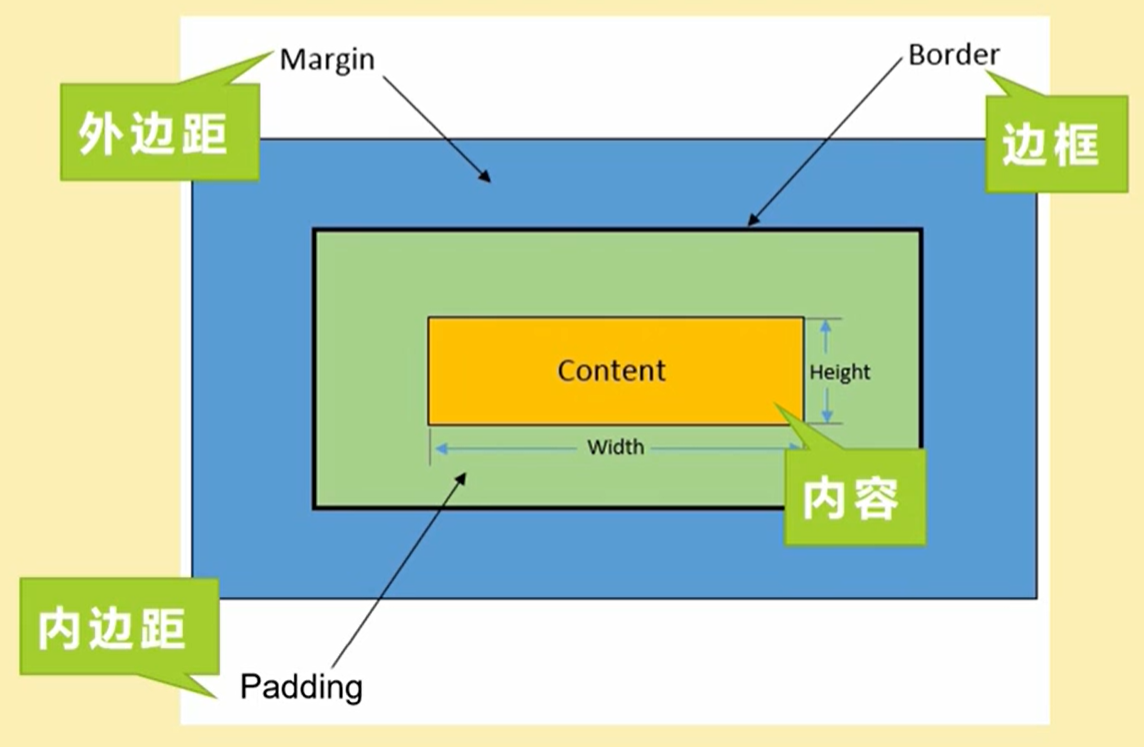 Margin
Border
外边距
边框
Content
Height
Width
内容
内边距
Padding